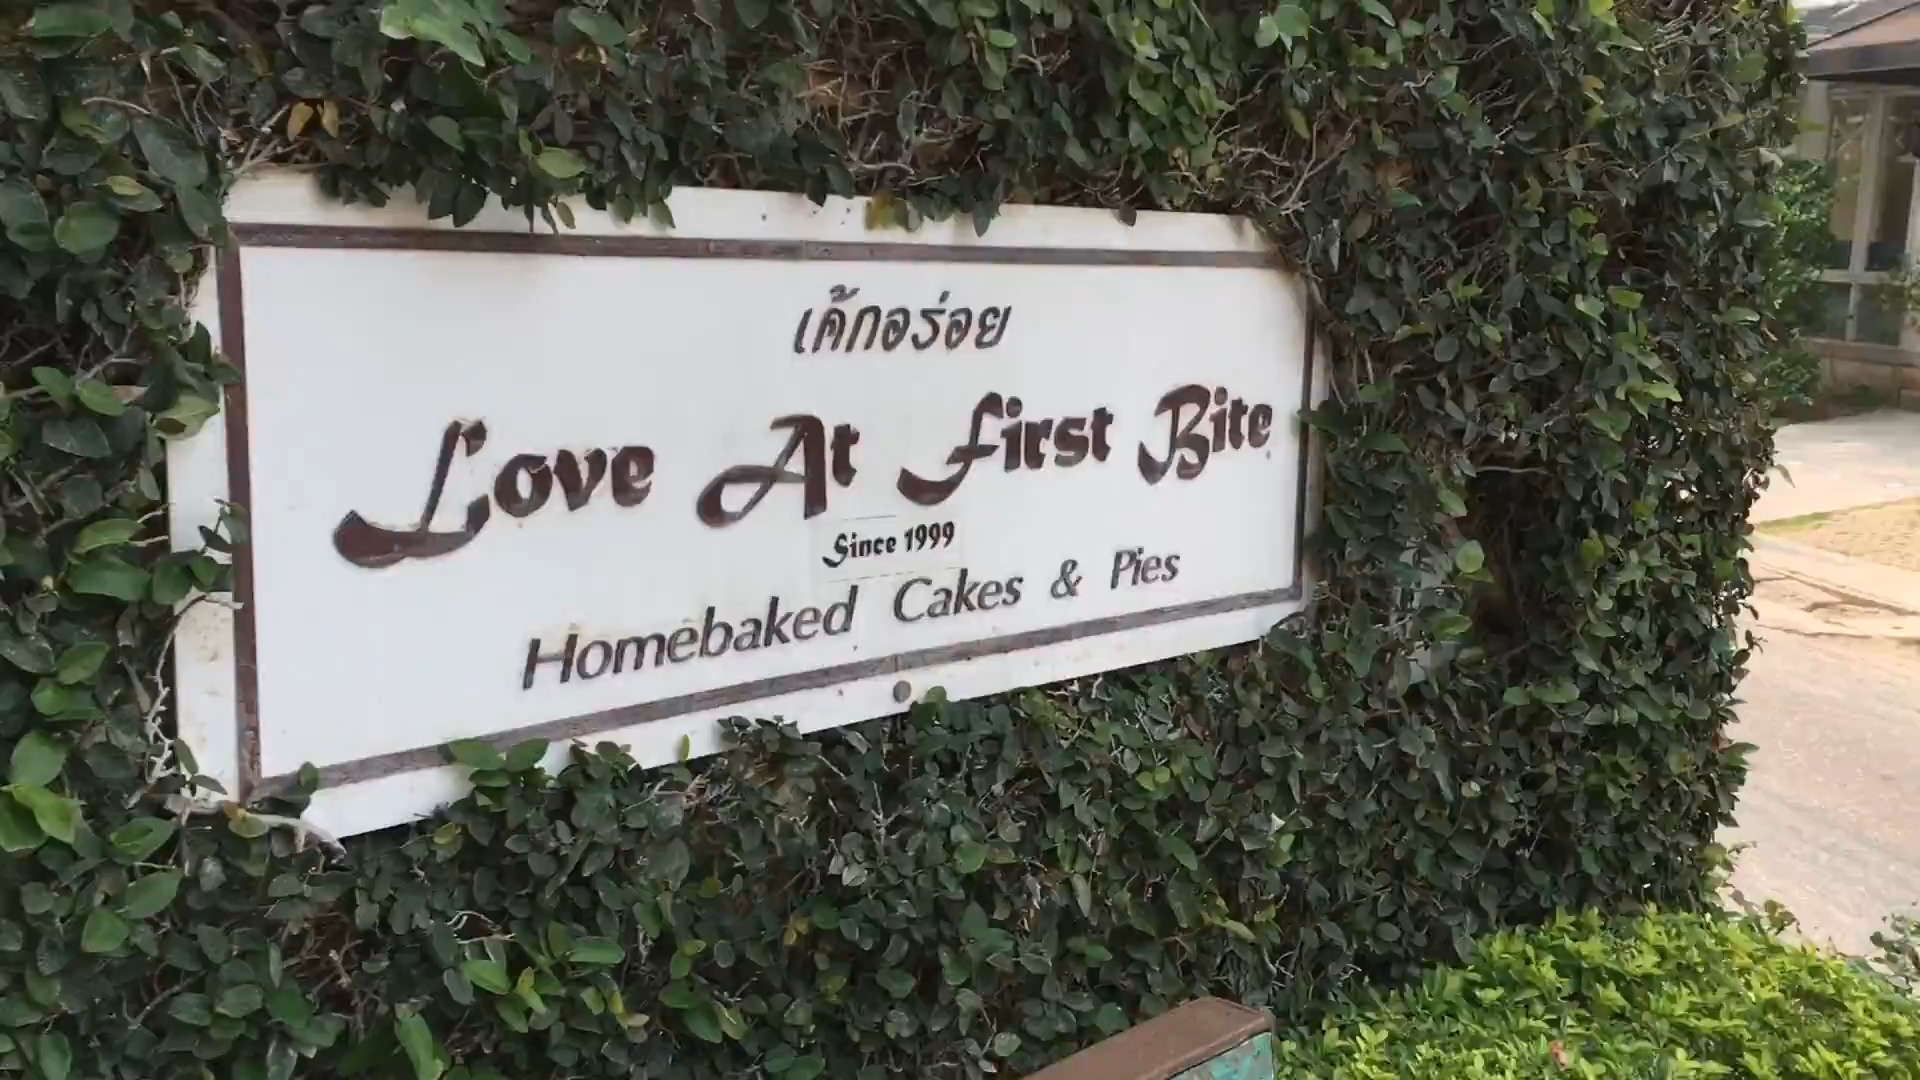 เค้กอร่อย
Love At First Bite
Since 1999
Homebaked Cakes & Pies